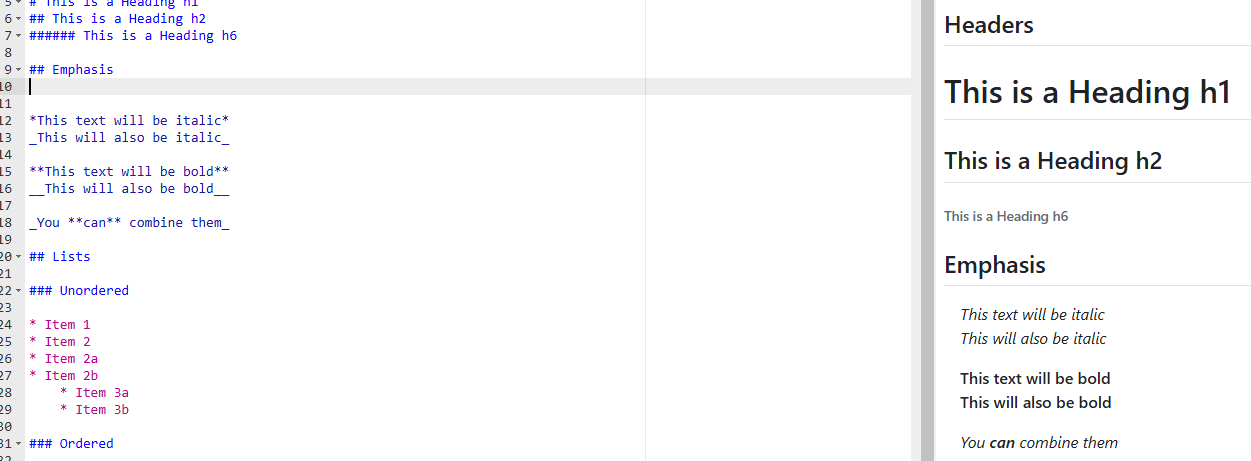 5 # This is a Heading h1
6 ## This is a Heading h2
7 ###### This is a Heading h6
8
9 ## Emphasis
10
11
12 *This text will be italic*
13 _This will also be italic_
14
15 **This text will be bold**
16 __This will also be bold__
17
18 _You **can** combine them_
19
20 ## Lists
21
22 ### Unordered
23
24 * Item 1
25 * Item 2
26 * Item 2a
27 * Item 2b
28     * Item 3a
29     * Item 3b
30
31 ### Ordered
32
Headers
This is a Heading h1
This is a Heading h2
This is a Heading h6
Emphasis
This text will be italic
This will also be italic
This text will be bold
This will also be bold
You can combine them